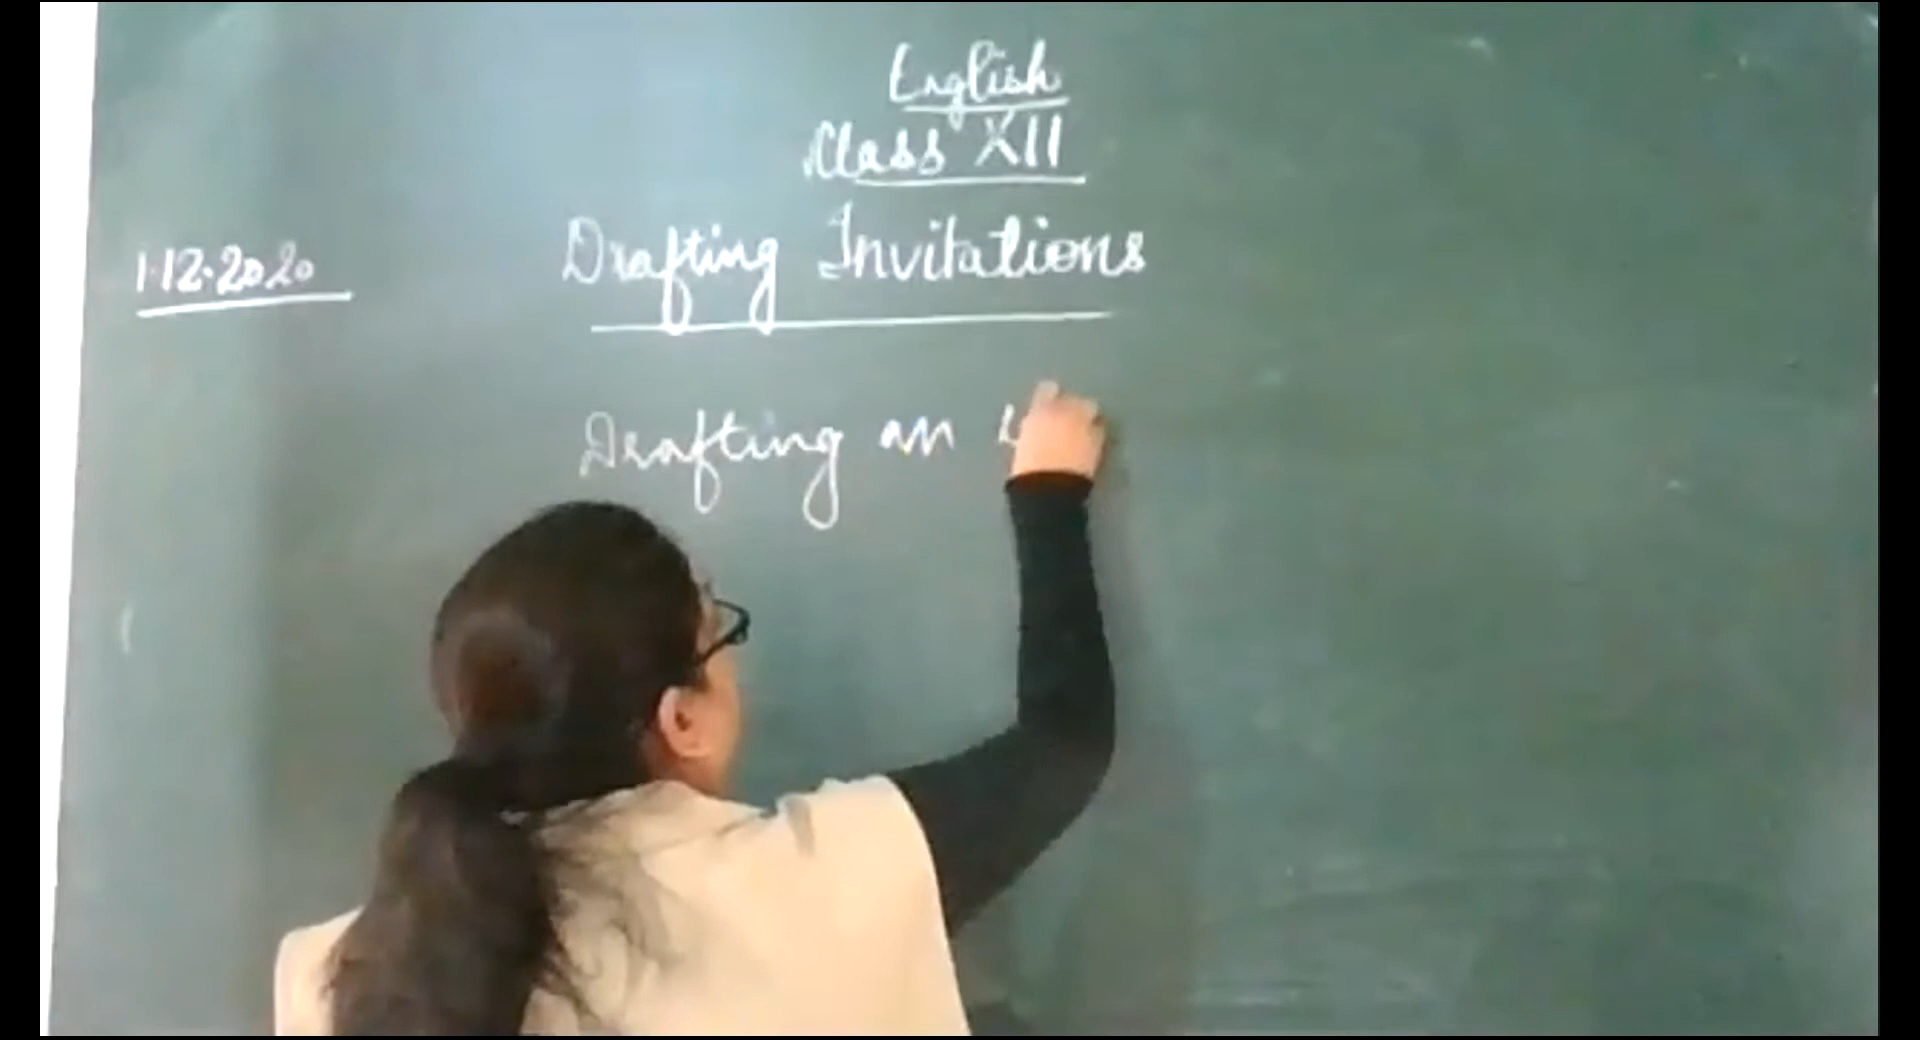 English
Class XII
1.12.2020
Drafting Invitations
Drafting an